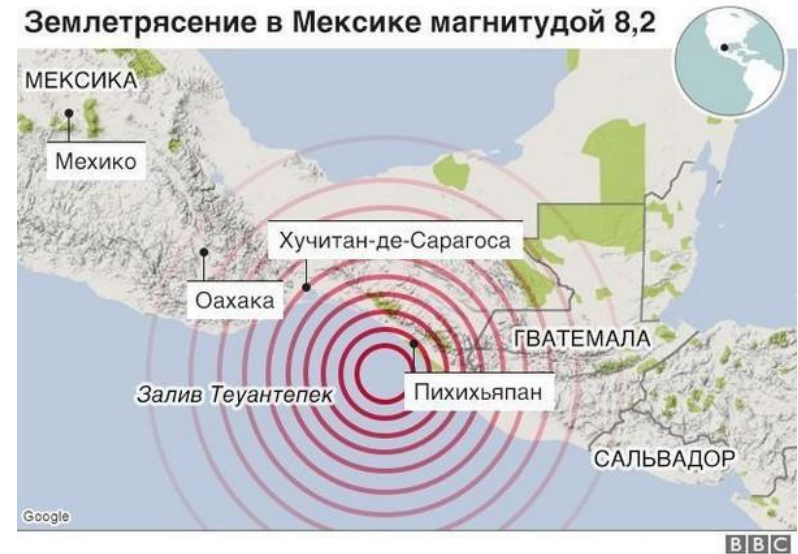 Землетрясение в Мексике магнитудой 8,2
МЕКСИКА
Мехико
Хучитан-де-Сарагоса
Оахака
ГВАТЕМАЛА
Залив Теуантепек
Пихихьяпан
САЛЬВАДОР
Google
BBC